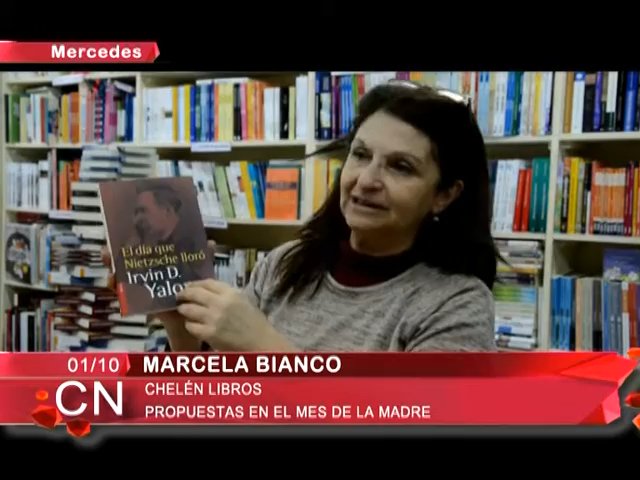 Mercedes
El día que
Nietzsche lloró
Irvin D.
Yalo
01/10
MARCELA BIANCO
CN
CHELÉN LIBROS
PROPUESTAS EN EL MES DE LA MADRE